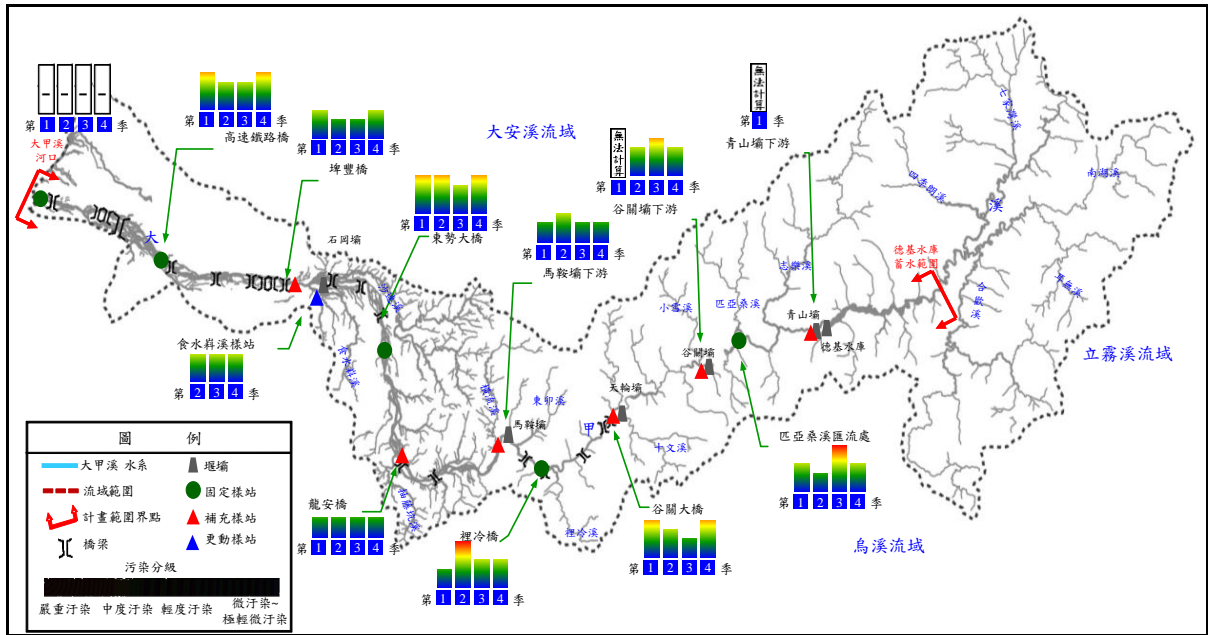 第 1 2 3 4 季
大甲溪
河口
第 1 2 3 4 季
高速鐵路橋
第 1 2 3 4 季
埤豐橋
大安溪流域
第 1 2 3 4 季
東勢大橋
第 1 2 3 4 季
馬鞍壩下游
無法計算
第 1 2 3 4 季
谷關壩下游
無法計算
第 1 季
青山壩下游
七家灣溪
南湖溪
四季朗溪
溪
德基水庫
蓄水範圍
合歡溪
立霧溪流域
志樂溪
匹亞桑溪
小雪溪
青山壩
德基水庫
谷關壩
天輪壩
大
石岡壩
沙連溪
食水嵙溪樣站
第 2 3 4 季
食水嵙溪
馬鞍壩
東卯溪
甲
十文溪
裡冷溪
匹亞桑溪匯流處
第 1 2 3 4 季
烏溪流域
谷關大橋
第 1 2 3 4 季
裡冷橋
第 1 2 3 4 季
龍安橋
第 1 2 3 4 季
圖 例
大甲溪 水系
堰壩
流域範圍
固定樣站
計畫範圍界點
補充樣站
橋梁
更動樣站
污染分級
嚴重汙染 中度汙染 輕度汙染 微汙染~
極輕微汙染